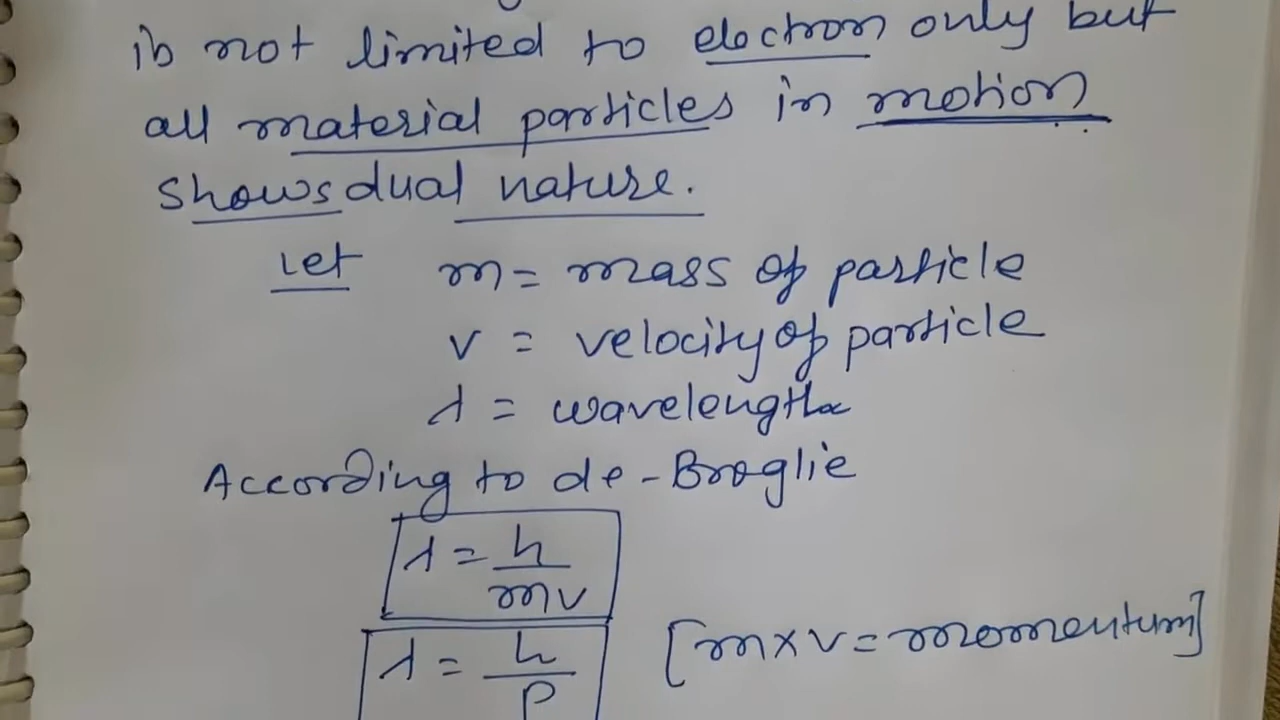 is not limited to electron only but
all material particles in motion
shows dual nature.
Let m = mass of particle
v = velocity of particle
λ = wavelength
According to de-Broglie
λ = h/mv
λ = h/p [m x v = momentum]